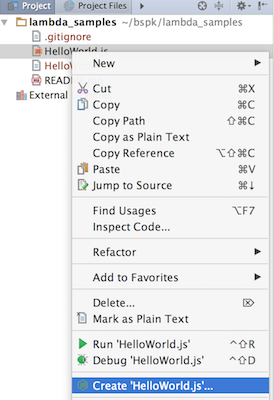 Project
Project Files
lambda_samples ~/bspk/lambda_samples
.gitignore
HelloWorld.js
HelloW
READ
External
New
Cut ⌘X
Copy ⌘C
Copy Path ⇧⌘C
Copy as Plain Text
Copy Reference ⌥⇧⌘C
Paste ⌘V
Jump to Source ⌘↓
Find Usages ⌥F7
Inspect Code...
Refactor
Add to Favorites
Delete... ⌦
Mark as Plain Text
Run 'HelloWorld.js' ^⇧R
Debug 'HelloWorld.js' ^⇧D
Create 'HelloWorld.js'...